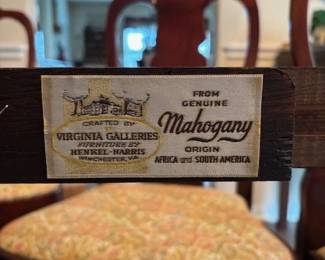 CRAFTED BY
VIRGINIA GALLERIES
FURNITURE BY
HENKEL-HARRIS
WINCHESTER, VA.
FROM
GENUINE
Mahogany
ORIGIN
AFRICA and SOUTH AMERICA